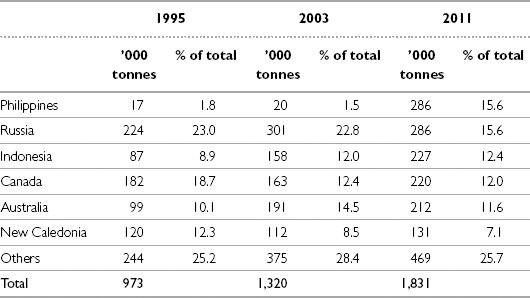 1995 2003 2011
’000 tonnes % of total ’000 tonnes % of total ’000 tonnes % of total
Philippines 17 1.8 20 1.5 286 15.6
Russia 224 23.0 301 22.8 286 15.6
Indonesia 87 8.9 158 12.0 227 12.4
Canada 182 18.7 163 12.4 220 12.0
Australia 99 10.1 191 14.5 212 11.6
New Caledonia 120 12.3 112 8.5 131 7.1
Others 244 25.2 375 28.4 469 25.7
Total 973 1,320 1,831